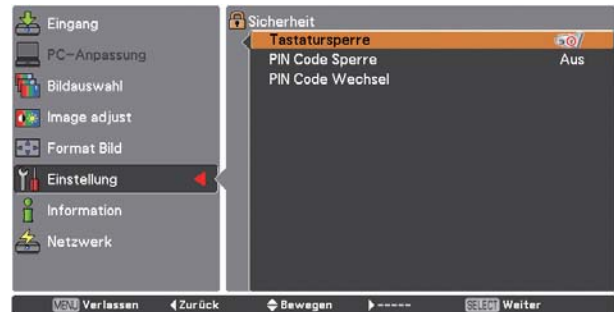 Eingang
PC-Anpassung
Bildauswahl
Image adjust
Format Bild
Einstellung
Information
Netzwerk
Sicherheit
Tastatursperre
PIN Code Sperre Aus
PIN Code Wechsel
MENU Verlassen Zurück Bewegen ----- SELECT Weiter